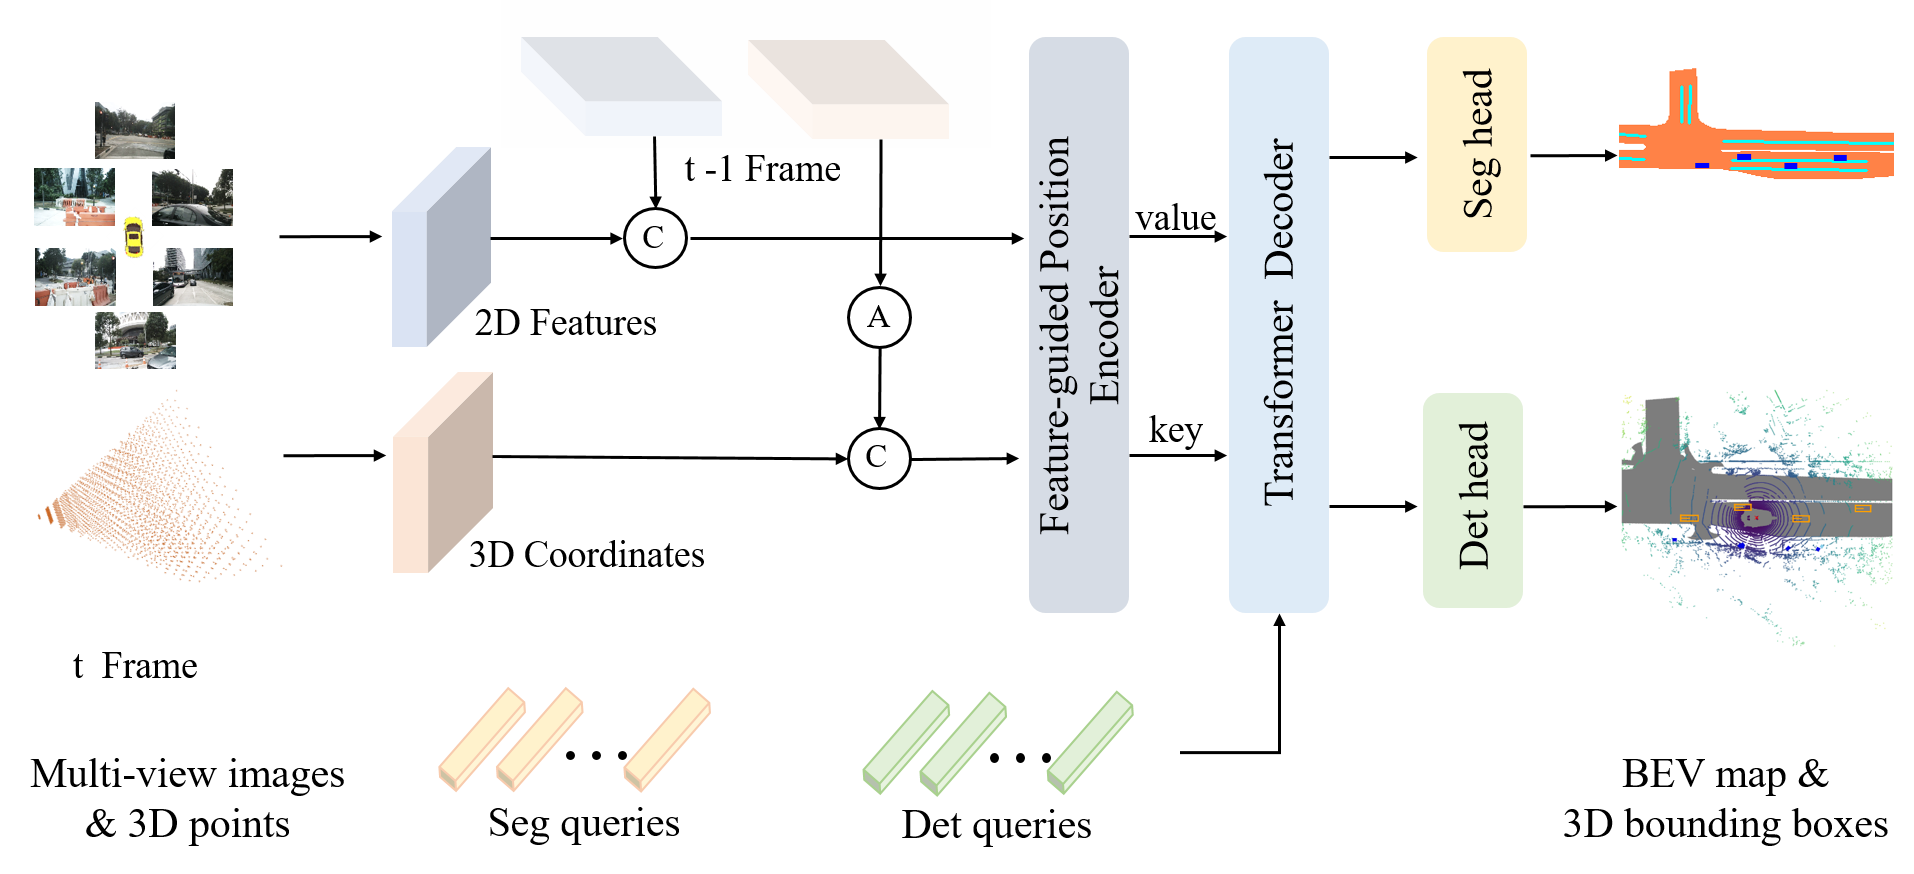 t -1 Frame
C
2D Features
A
C
3D Coordinates
Feature-guided Position
Encoder
value
key
Transformer Decoder
Seg head
Det head
t Frame
Multi-view images
& 3D points
Seg queries
Det queries
BEV map &
3D bounding boxes